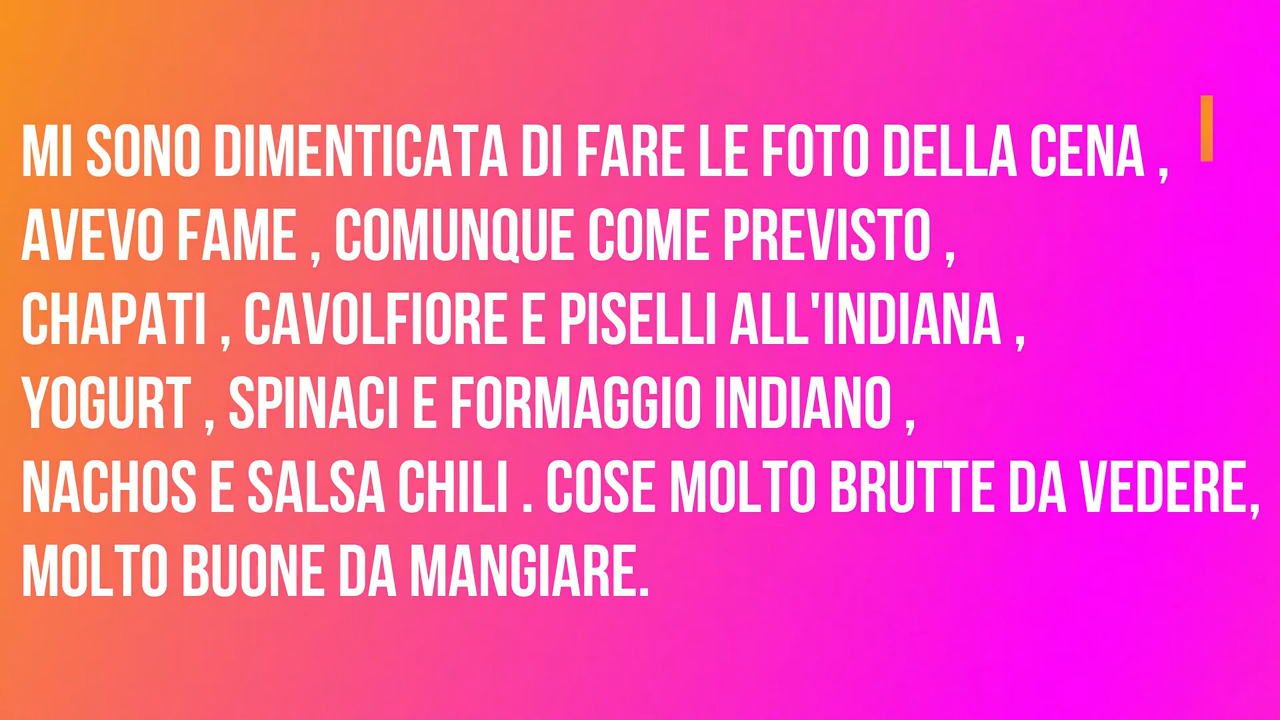 MI SONO DIMENTICATA DI FARE LE FOTO DELLA CENA ,
AVEVO FAME , COMUNQUE COME PREVISTO ,
CHAPATI , CAVOLFIORE E PISELLI ALL'INDIANA ,
YOGURT , SPINACI E FORMAGGIO INDIANO ,
NACHOS E SALSA CHILI . COSE MOLTO BRUTTE DA VEDERE,
MOLTO BUONE DA MANGIARE.